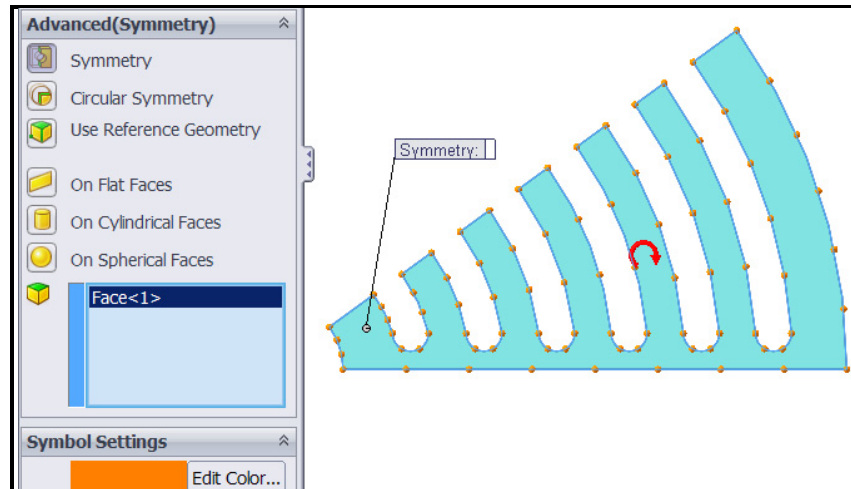 Advanced(Symmetry)
Symmetry
Circular Symmetry
Use Reference Geometry
On Flat Faces
On Cylindrical Faces
On Spherical Faces
Face<1>
Symbol Settings
Edit Color...
Symmetry: